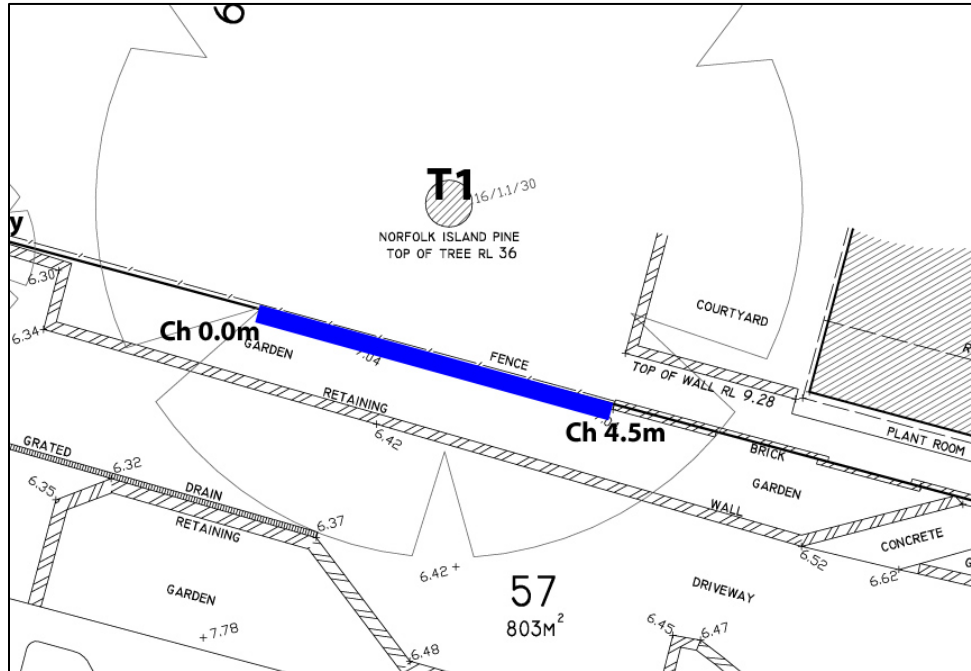 6
T1
16/1.1/30
NORFOLK ISLAND PINE
TOP OF TREE RL 36
y
6.30
COURTYARD
6.34
Ch 0.0m
GARDEN
7.04
FENCE
TOP OF WALL RL 9.28
R
RETAINING
6.42
Ch 4.5m
PLANT ROOM
BRICK
GARDEN
WALL
GRATED
6.32
DRAIN
6.35
RETAINING
6.37
6.52
CONCRETE
G
6.62
6.42
57
803M²
DRIVEWAY
GARDEN
7.78
6.45
6.47
6.48